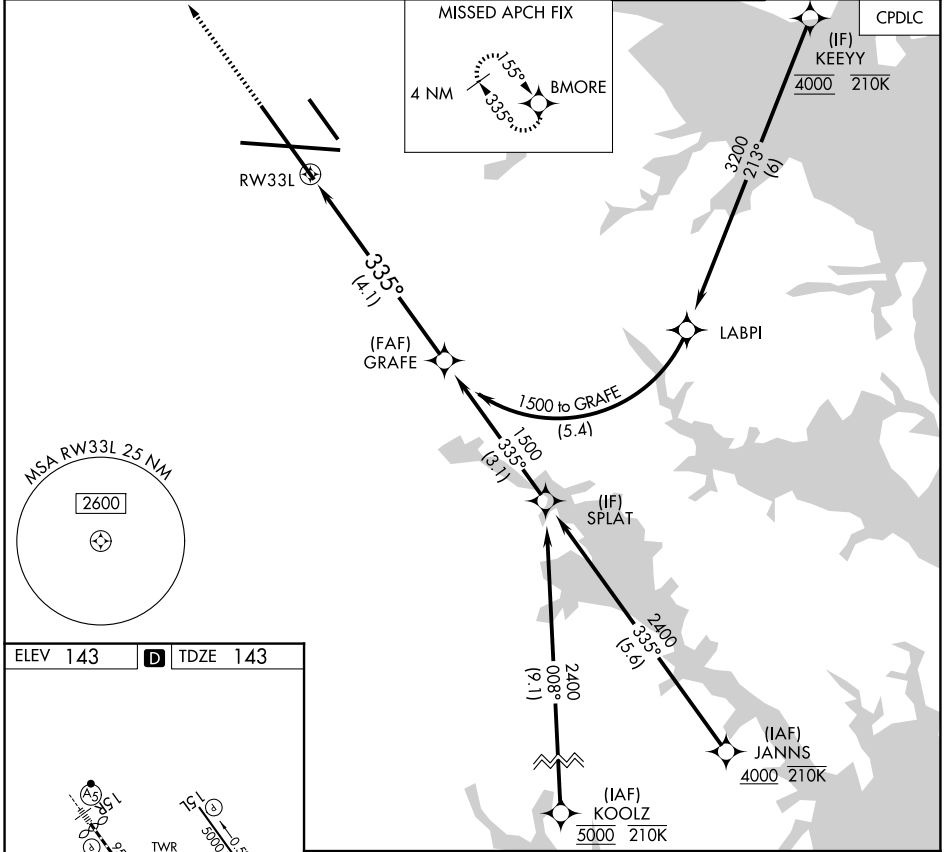 MISSED APCH FIX
155°
4 NM
335°
BMORE
CPDLC
(IF)
KEEYY
4000 210K
3200
213°
(6)
RW33L
335°
(4.1)
LABPI
(FAF)
GRAFE
1500 to GRAFE
(5.4)
1500
335°
(3.1)
MSA RW33L 25 NM
2600
(IF)
SPLAT
2400
335°
(5.6)
2400
008°
(9.1)
(IAF)
JANNS
4000 210K
(IAF)
KOOLZ
5000 210K
ELEV 143 D TDZE 143
A5
15R
15L
P
P
5000
TWR